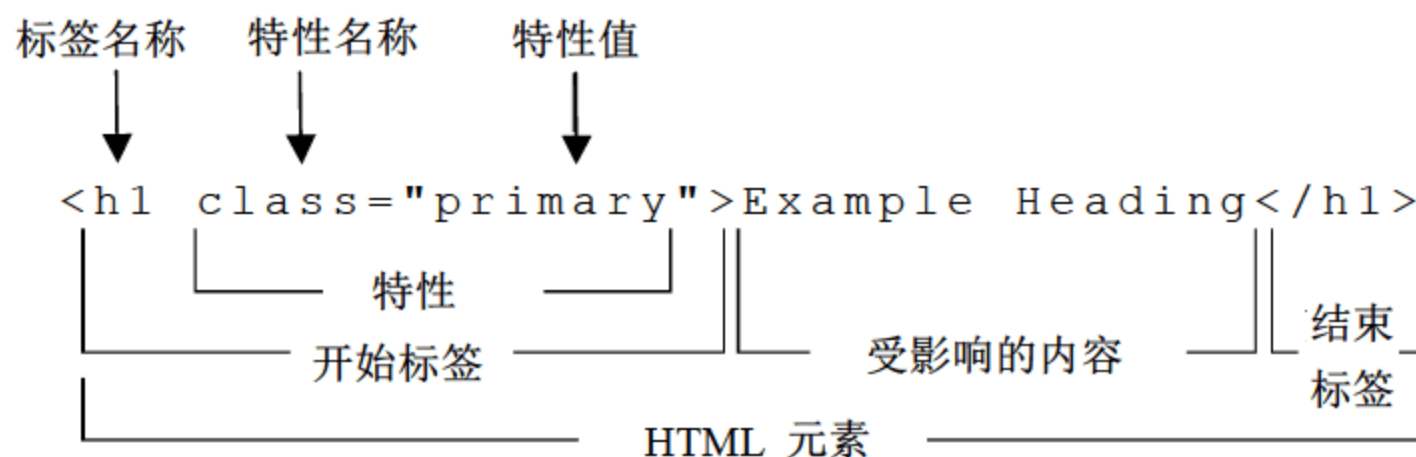 标签名称 特性名称 特性值
<h1 class="primary">Example Heading</h1>
特性
开始标签 受影响的内容 结束标签
HTML 元素